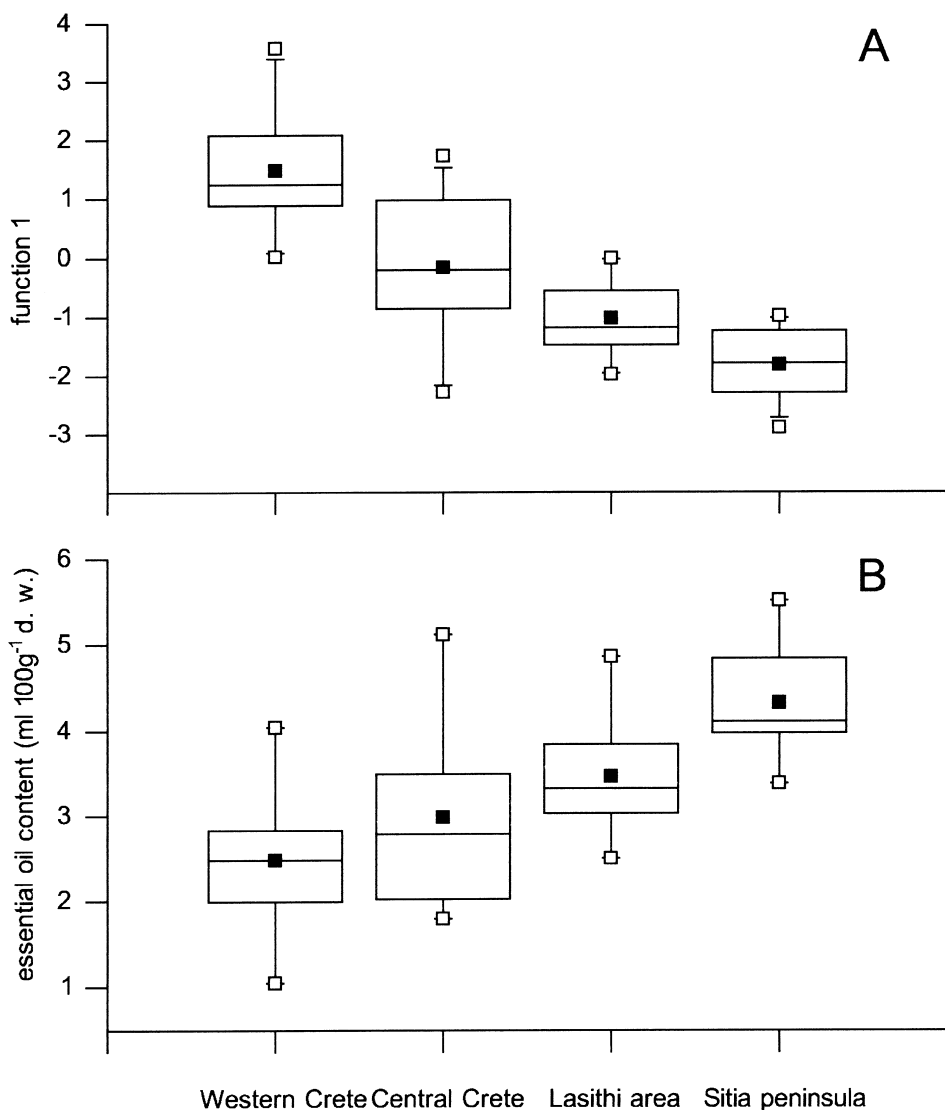 A
4
3
2
1
0
-1
-2
-3
function 1
B
6
5
4
3
2
1
essential oil content (ml 100g⁻¹ d. w.)
Western Crete Central Crete Lasithi area Sitia peninsula